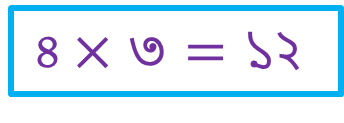 ৪ × ৩ = ১২